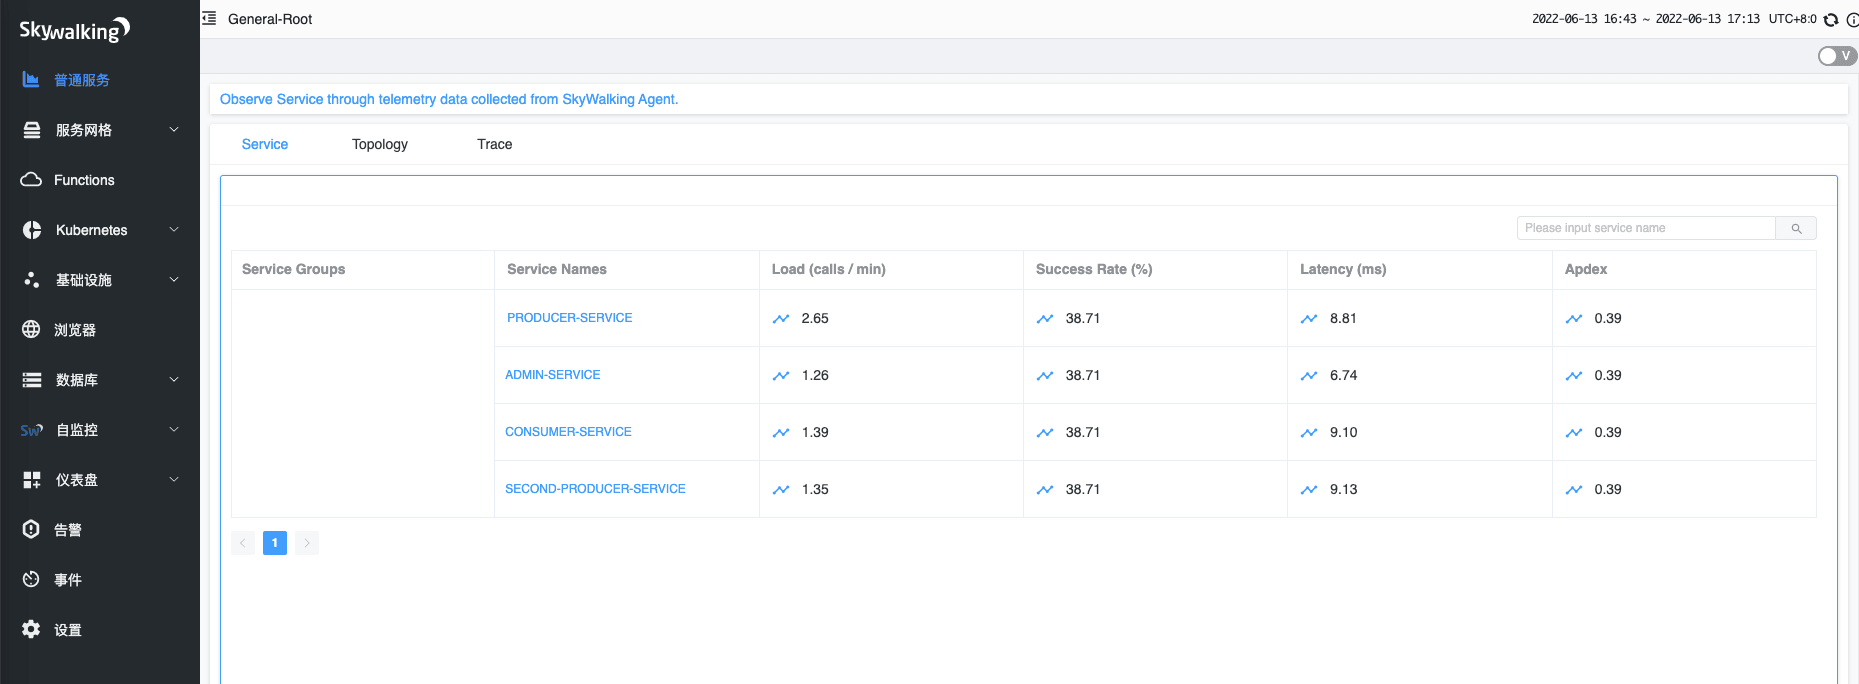 Skywalking
General-Root
2022-06-13 16:43 ~ 2022-06-13 17:13 UTC+8:0
V
普通服务
服务网格
Functions
Kubernetes
基础设施
浏览器
数据库
Sw 自监控
仪表盘
告警
事件
设置
Observe Service through telemetry data collected from SkyWalking Agent.
Service Topology Trace
Please input service name
Service Groups Service Names Load (calls / min) Success Rate (%) Latency (ms) Apdex
PRODUCER-SERVICE 2.65 38.71 8.81 0.39
ADMIN-SERVICE 1.26 38.71 6.74 0.39
CONSUMER-SERVICE 1.39 38.71 9.10 0.39
SECOND-PRODUCER-SERVICE 1.35 38.71 9.13 0.39
1